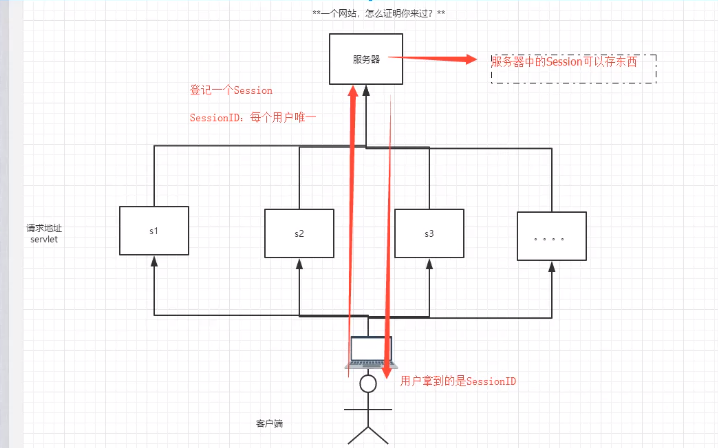 **一个网站，怎么证明你来过？**
服务器
服务器中的Session可以存东西
登记一个Session
SessionID：每个用户唯一
请求地址
servlet
s1
s2
s3
。。。。
用户拿到的是SessionID
客户端